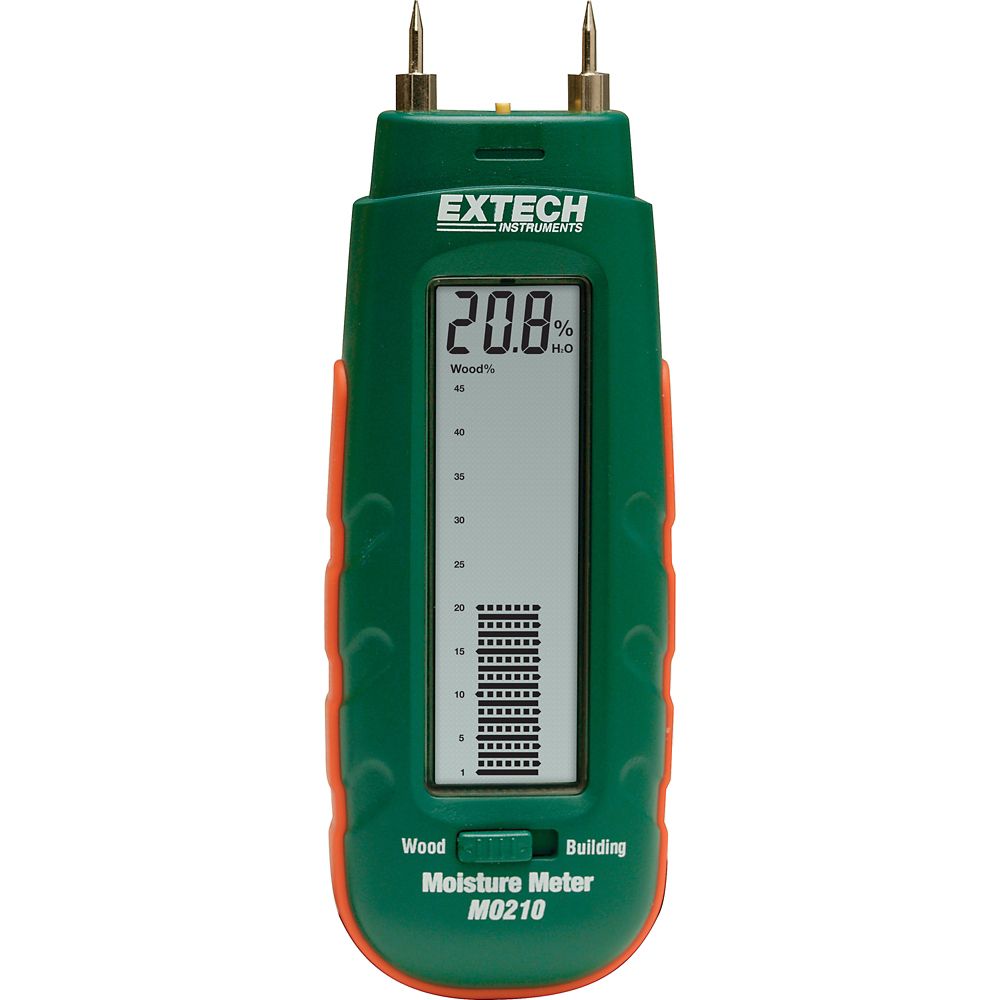 EXTECH
INSTRUMENTS
20.8 %
H₂O
Wood%
45
40
35
30
25
20
15
10
5
1
Wood Building
Moisture Meter
MO210